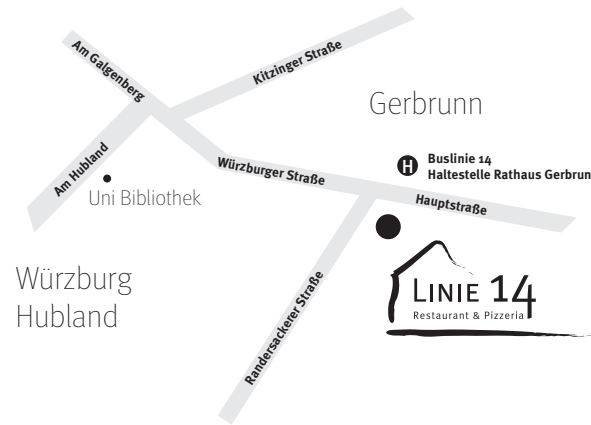 Am Galgenberg
Kitzinger Straße
Gerbrunn
Am Hubland
Uni Bibliothek
Würzburger Straße
H
Buslinie 14
Haltestelle Rathaus Gerbrun
Hauptstraße
Würzburg
Hubland
Randersackerer Straße
LINIE 14
Restaurant & Pizzeria